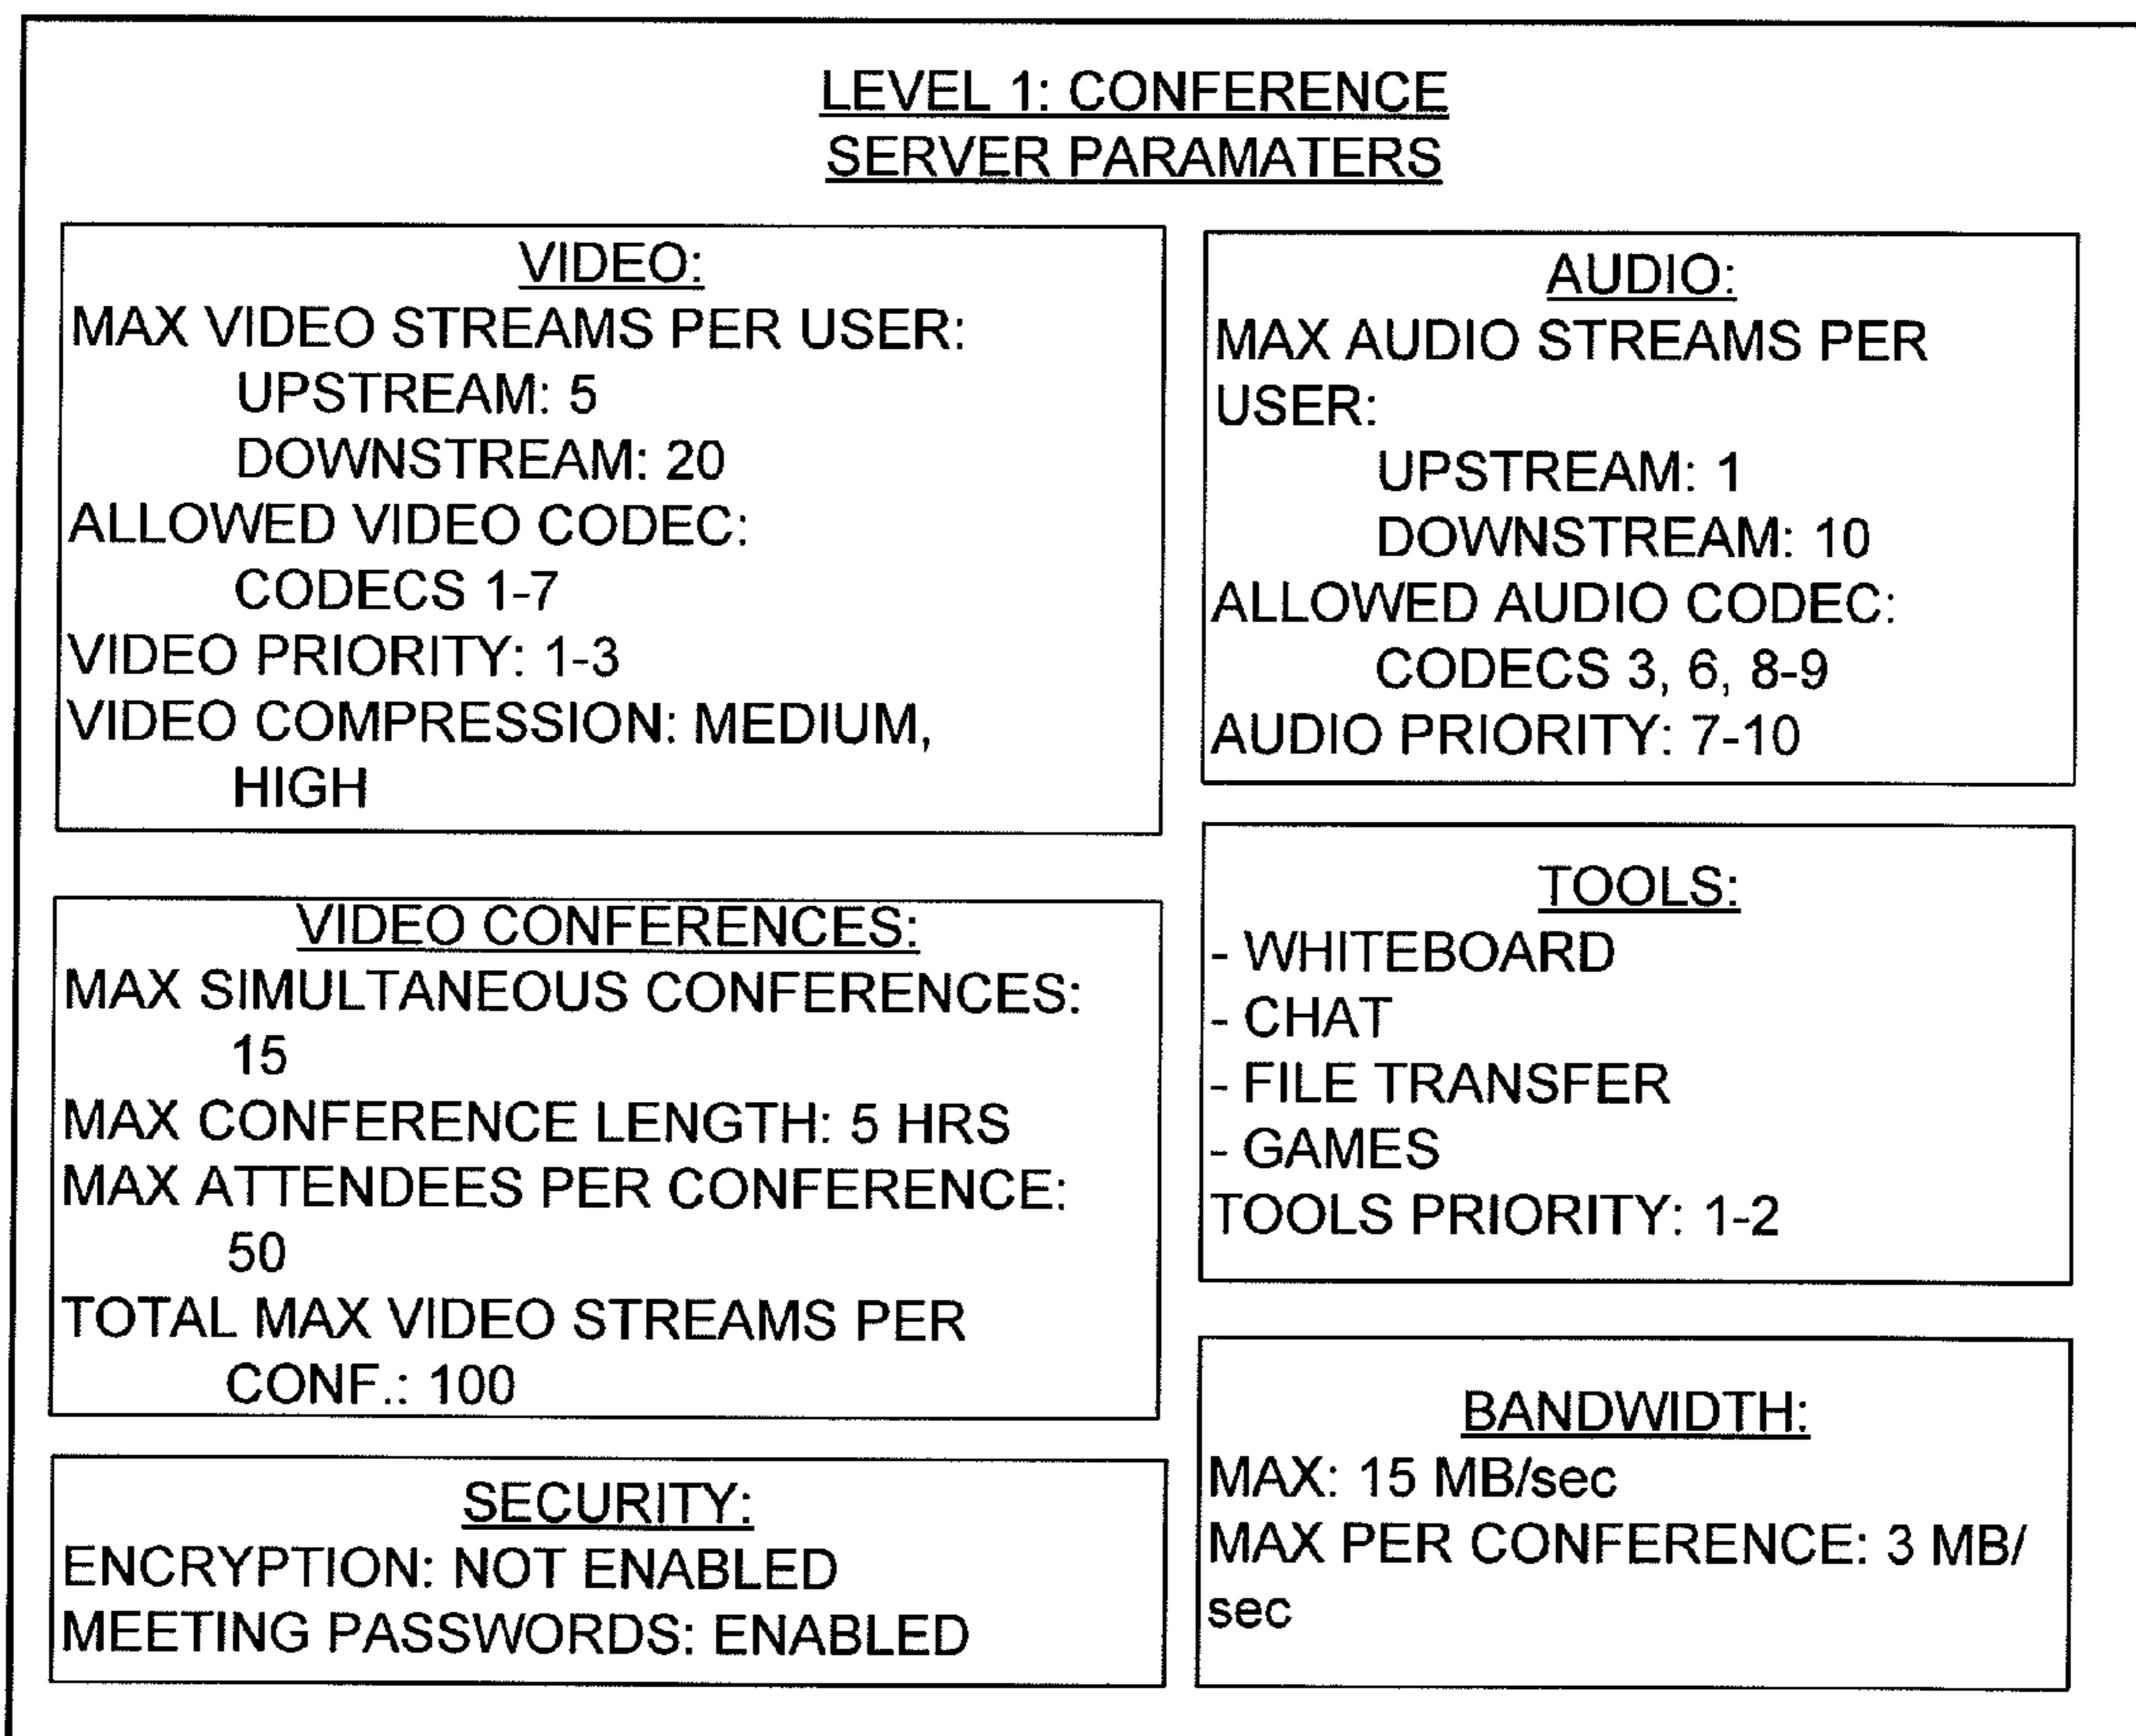 LEVEL 1: CONFERENCE
SERVER PARAMATERS
VIDEO:
MAX VIDEO STREAMS PER USER:
UPSTREAM: 5
DOWNSTREAM: 20
ALLOWED VIDEO CODEC:
CODECS 1-7
VIDEO PRIORITY: 1-3
VIDEO COMPRESSION: MEDIUM,
HIGH
AUDIO:
MAX AUDIO STREAMS PER
USER:
UPSTREAM: 1
DOWNSTREAM: 10
ALLOWED AUDIO CODEC:
CODECS 3, 6, 8-9
AUDIO PRIORITY: 7-10
VIDEO CONFERENCES:
MAX SIMULTANEOUS CONFERENCES:
15
MAX CONFERENCE LENGTH: 5 HRS
MAX ATTENDEES PER CONFERENCE:
50
TOTAL MAX VIDEO STREAMS PER
CONF.: 100
TOOLS:
- WHITEBOARD
- CHAT
- FILE TRANSFER
- GAMES
TOOLS PRIORITY: 1-2
SECURITY:
ENCRYPTION: NOT ENABLED
MEETING PASSWORDS: ENABLED
BANDWIDTH:
MAX: 15 MB/sec
MAX PER CONFERENCE: 3 MB/
sec